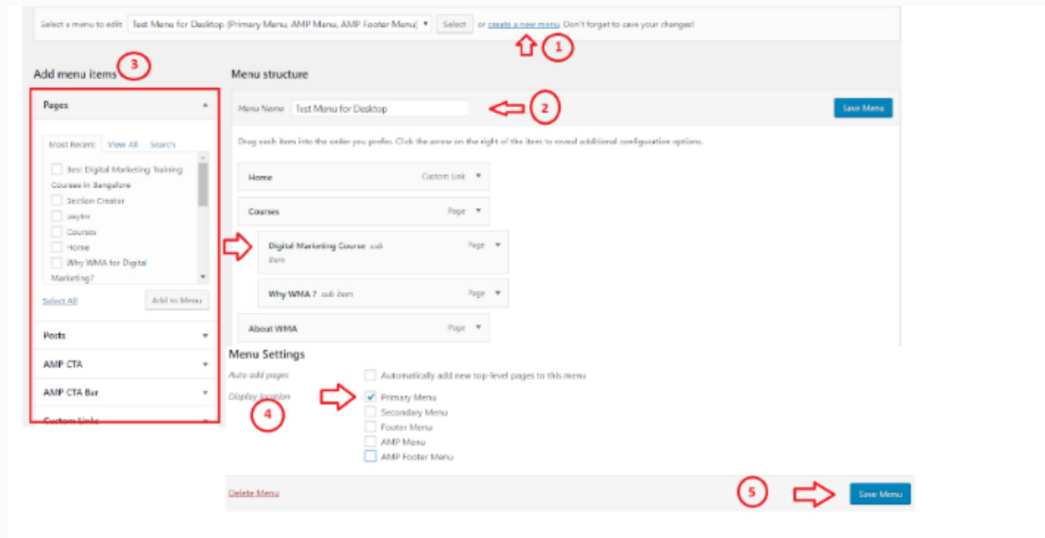 Select a menu to edit Test Menu for Desktop (Primary Menu, AMP Menu, AMP Footer Menu) Select or create a new menu. Don't forget to save your changes!
1
Add menu items 3
Menu structure
Pages
Most Recent View All Search
Best Digital Marketing Training
Courses in Bangalore
Section Creator
paytm
Courses
Home
Why WMA for Digital
Marketing?
Select All Add to Menu
Posts
AMP CTA
AMP CTA Bar
Custom Links
Menu Name Test Menu for Desktop 2 Save Menu
Drag each item into the order you prefer. Click the arrow on the right of the item to reveal additional configuration options.
Home Custom Link
Courses Page
Digital Marketing Course sub Page
item
Why WMA ? sub item Page
About WMA Page
Menu Settings
Auto add pages Automatically add new top-level pages to this menu
Display location Primary Menu
4
Secondary Menu
Footer Menu
AMP Menu
AMP Footer Menu
Delete Menu 5 Save Menu